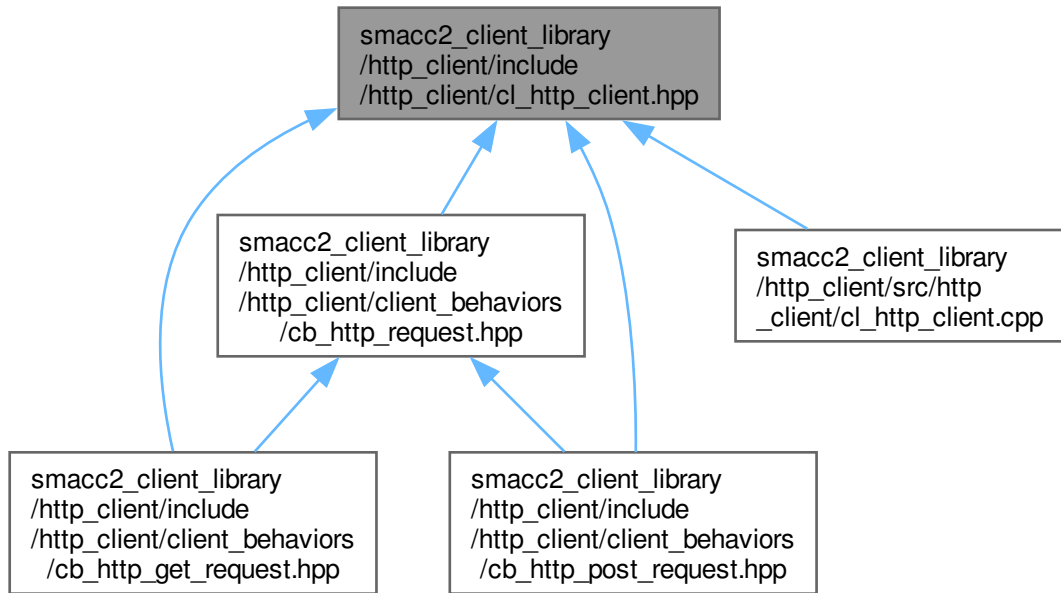 smacc2_client_library
/http_client/include
/http_client/cl_http_client.hpp
smacc2_client_library
/http_client/include
/http_client/client_behaviors
/cb_http_request.hpp
smacc2_client_library
/http_client/src/http
_client/cl_http_client.cpp
smacc2_client_library
/http_client/include
/http_client/client_behaviors
/cb_http_get_request.hpp
smacc2_client_library
/http_client/include
/http_client/client_behaviors
/cb_http_post_request.hpp